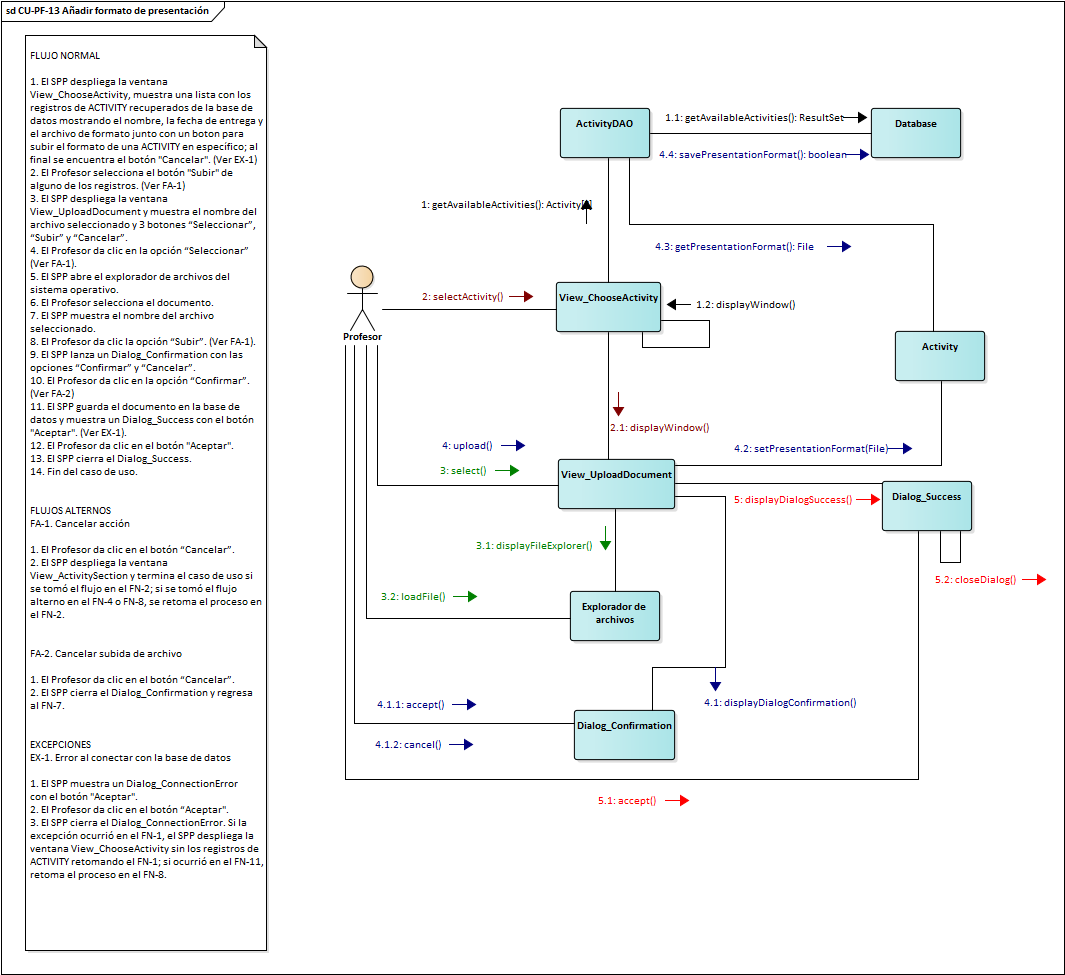 sd CU-PF-13 Añadir formato de presentación
FLUJO NORMAL
1. El SPP despliega la ventana
View_ChooseActivity, muestra una lista con los
registros de ACTIVITY recuperados de la base de
datos mostrando el nombre, la fecha de entrega y
el archivo de formato junto con un boton para
subir el formato de una ACTIVITY en específico; al
final se encuentra el botón "Cancelar". (Ver EX-1)
2. El Profesor selecciona el botón "Subir" de
alguno de los registros. (Ver FA-1)
3. El SPP despliega la ventana
View_UploadDocument y muestra el nombre del
archivo seleccionado y 3 botones “Seleccionar”,
“Subir” y “Cancelar”.
4. El Profesor da clic en la opción “Seleccionar”
(Ver FA-1).
5. El SPP abre el explorador de archivos del
sistema operativo.
6. El Profesor selecciona el documento.
7. El SPP muestra el nombre del archivo
seleccionado.
8. El Profesor da clic la opción “Subir”. (Ver FA-1).
9. El SPP lanza un Dialog_Confirmation con las
opciones “Confirmar” y “Cancelar”.
10. El Profesor da clic en la opción “Confirmar”.
(Ver FA-2)
11. El SPP guarda el documento en la base de
datos y muestra un Dialog_Success con el botón
"Aceptar". (Ver EX-1).
12. El Profesor da clic en el botón "Aceptar".
13. El SPP cierra el Dialog_Success.
14. Fin del caso de uso.
FLUJOS ALTERNOS
FA-1. Cancelar acción
1. El Profesor da clic en el botón “Cancelar”.
2. El SPP despliega la ventana
View_ActivitySection y termina el caso de uso si
se tomó el flujo en el FN-2; si se tomó el flujo
alterno en el FN-4 o FN-8, se retoma el proceso en
el FN-2.
FA-2. Cancelar subida de archivo
1. El Profesor da clic en el botón “Cancelar”.
2. El SPP cierra el Dialog_Confirmation y regresa
al FN-7.
EXCEPCIONES
EX-1. Error al conectar con la base de datos
1. El SPP muestra un Dialog_ConnectionError
con el botón "Aceptar".
2. El Profesor da clic en el botón “Aceptar".
3. El SPP cierra el Dialog_ConnectionError. Si la
excepción ocurrió en el FN-1, el SPP despliega la
ventana View_ChooseActivity sin los registros de
ACTIVITY retomando el FN-1; si ocurrió en el FN-11,
retoma el proceso en el FN-8.
ActivityDAO
1.1: getAvailableActivities(): ResultSet
Database
4.4: savePresentationFormat(): boolean
1: getAvailableActivities(): Activity[]
4.3: getPresentationFormat(): File
2: selectActivity()
View_ChooseActivity
1.2: displayWindow()
Profesor
Activity
2.1: displayWindow()
4: upload()
4.2: setPresentationFormat(File)
3: select()
View_UploadDocument
5: displayDialogSuccess()
Dialog_Success
3.1: displayFileExplorer()
5.2: closeDialog()
3.2: loadFile()
Explorador de
archivos
4.1.1: accept()
4.1: displayDialogConfirmation()
Dialog_Confirmation
4.1.2: cancel()
5.1: accept()